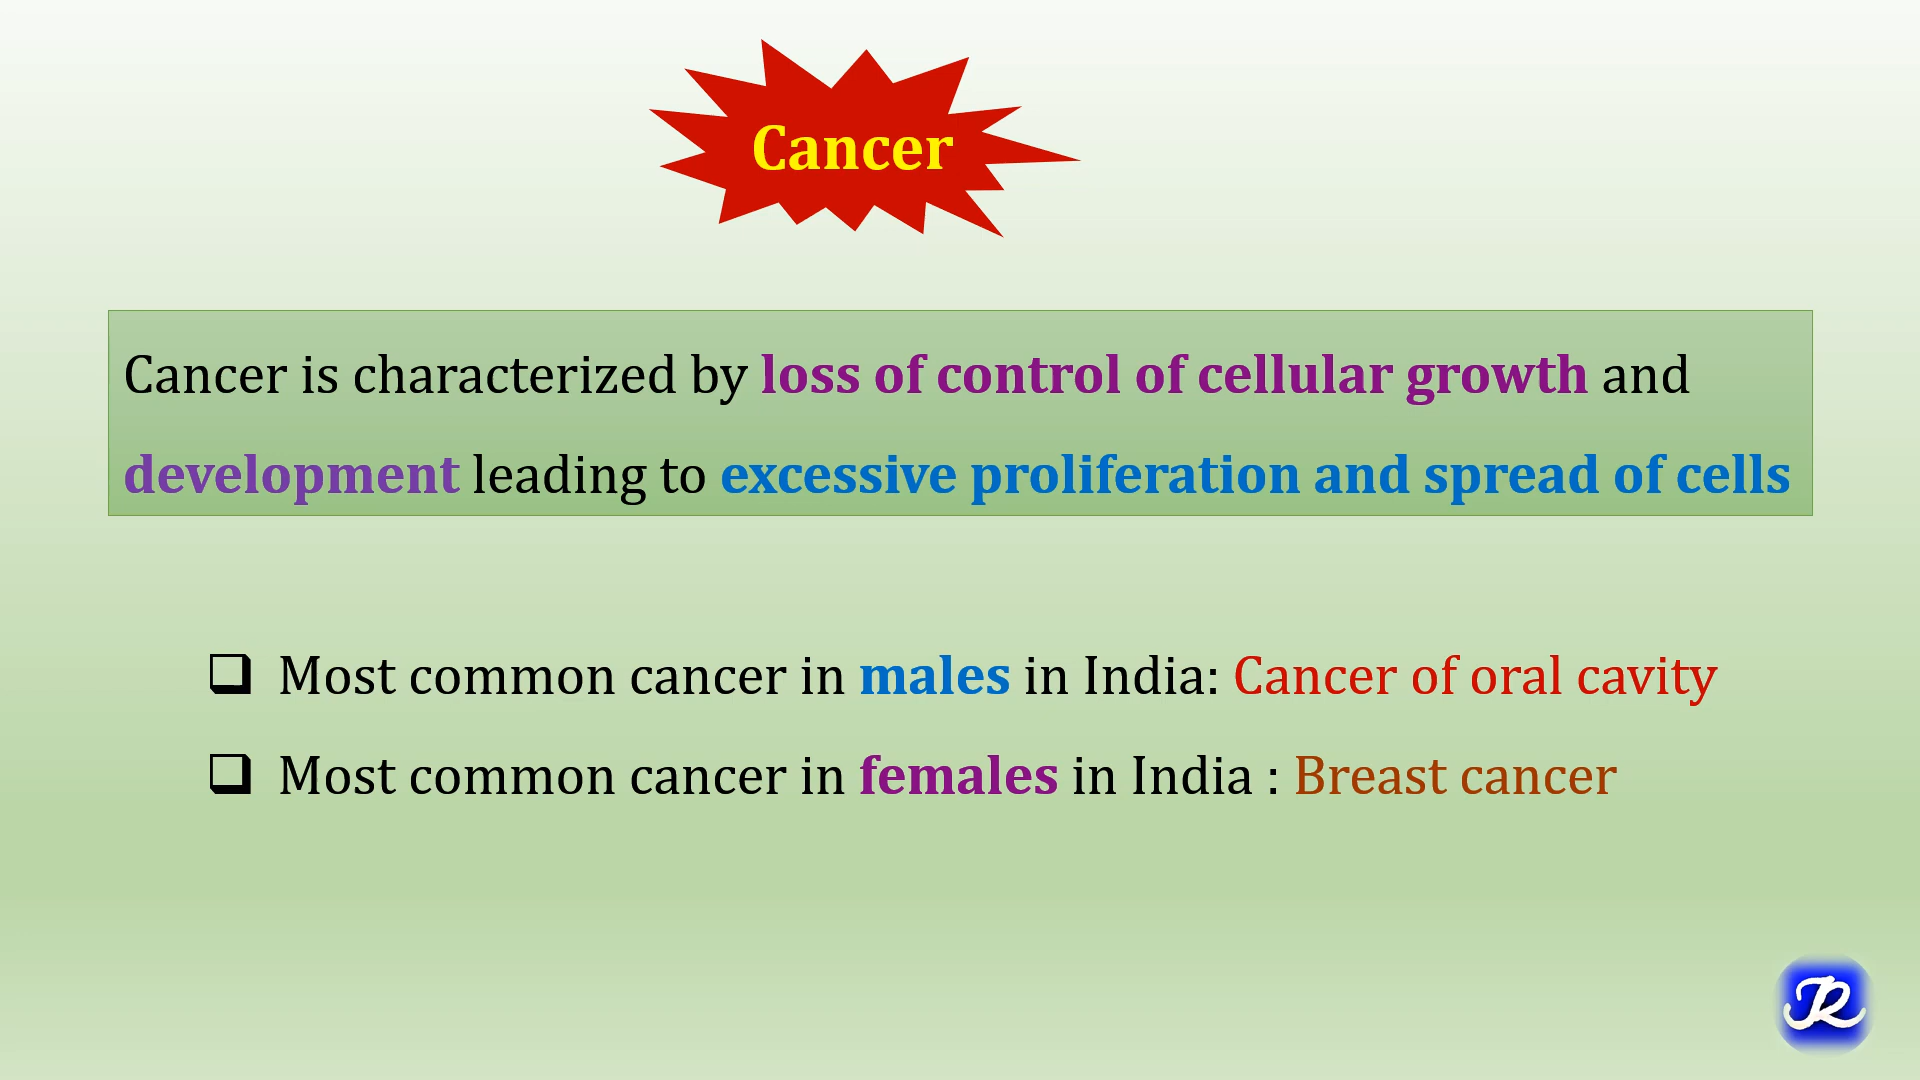 Cancer
Cancer is characterized by loss of control of cellular growth and
development leading to excessive proliferation and spread of cells
❑ Most common cancer in males in India: Cancer of oral cavity
❑ Most common cancer in females in India : Breast cancer
JR